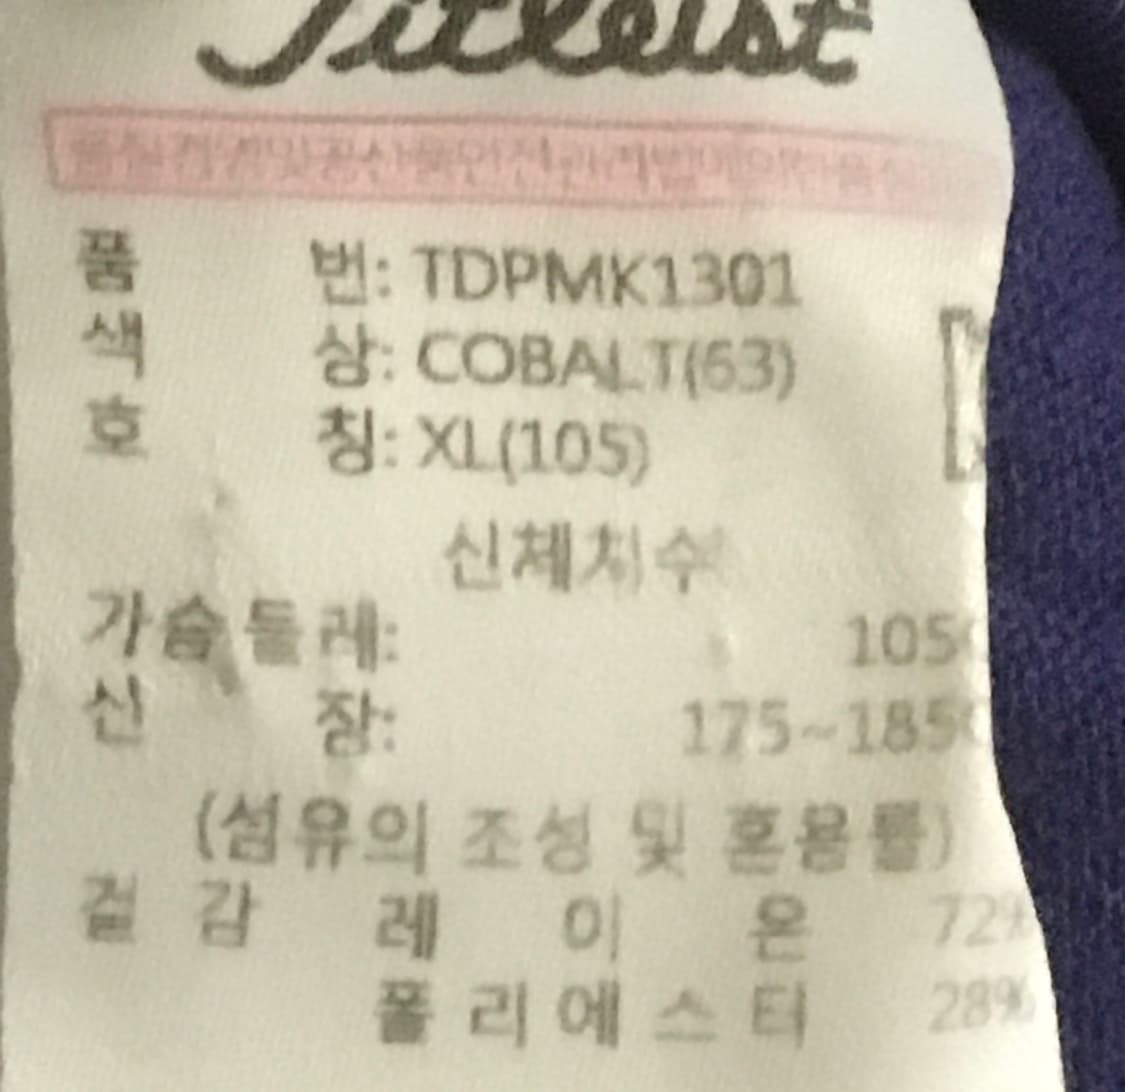 Titleist
품 번: TDPMK1301
색 상: COBALT(63)
호 칭: XL(105)
신체치수
가슴둘레: 105
신 장: 175~185
(섬유의 조성 및 혼용률)
겉 감 레 이 온 72%
폴 리 에 스 터 28%